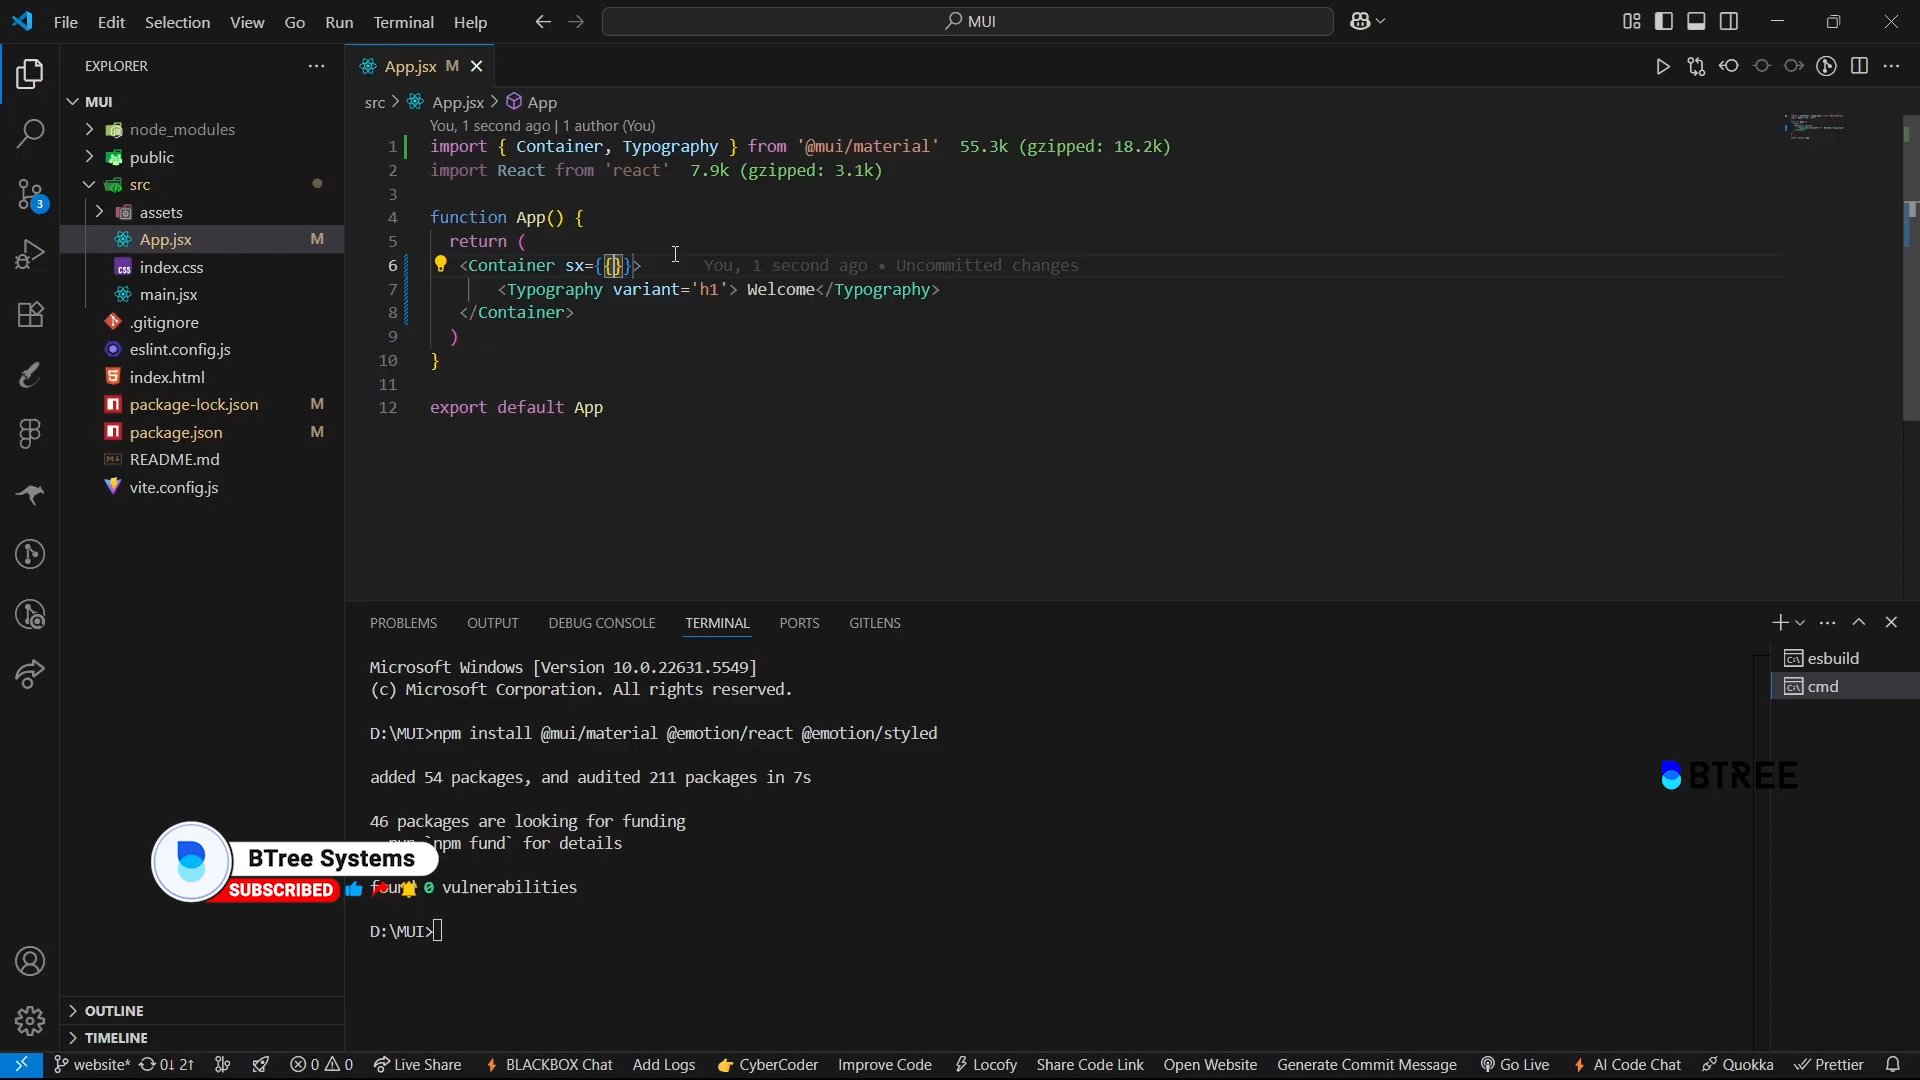 File Edit Selection View Go Run Terminal Help
MUI
EXPLORER
MUI
node_modules
public
src
assets
App.jsx M
index.css
main.jsx
.gitignore
eslint.config.js
index.html
package-lock.json M
package.json M
README.md
vite.config.js
OUTLINE
TIMELINE
3
App.jsx M
src > App.jsx > App
You, 1 second ago | 1 author (You)
1 import { Container, Typography } from '@mui/material' 55.3k (gzipped: 18.2k)
2 import React from 'react' 7.9k (gzipped: 3.1k)
3
4 function App() {
5 return (
6 <Container sx={{}}> You, 1 second ago • Uncommitted changes
7 <Typography variant='h1'> Welcome</Typography>
8 </Container>
9 )
10 }
11
12 export default App
PROBLEMS OUTPUT DEBUG CONSOLE TERMINAL PORTS GITLENS
esbuild
cmd
Microsoft Windows [Version 10.0.22631.5549]
(c) Microsoft Corporation. All rights reserved.
D:\MUI>npm install @mui/material @emotion/react @emotion/styled
added 54 packages, and audited 211 packages in 7s
46 packages are looking for funding
npm fund` for details
0 vulnerabilities
D:\MUI>
BTREE
BTree Systems
SUBSCRIBED
website* 0↓ 2↑ 0 0 Live Share BLACKBOX Chat Add Logs CyberCoder Improve Code Locofy Share Code Link Open Website Generate Commit Message Go Live AI Code Chat Quokka Prettier